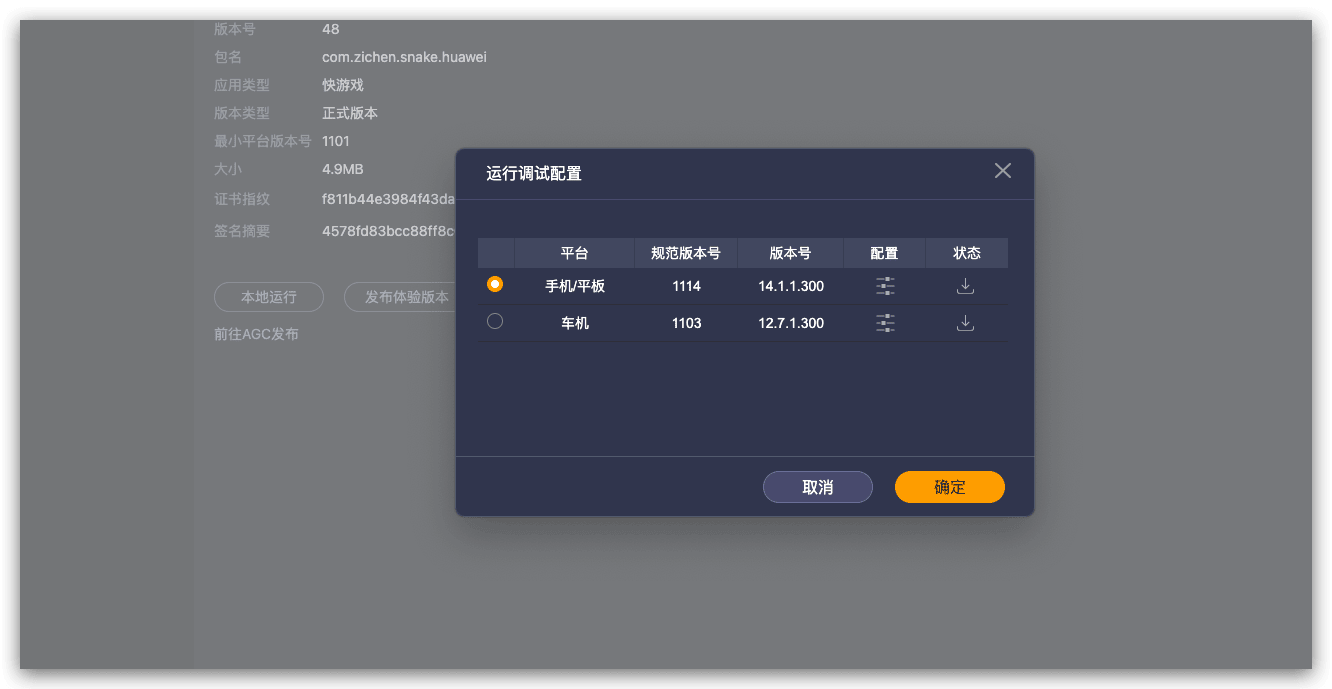 版本号 48
包名 com.zichen.snake.huawei
应用类型 快游戏
版本类型 正式版本
最小平台版本号 1101
大小 4.9MB
证书指纹 f811b44e3984f43da
签名摘要 4578fd83bcc88ff8c
本地运行 发布体验版本
前往AGC发布
运行调试配置
平台 规范版本号 版本号 配置 状态
手机/平板 1114 14.1.1.300
车机 1103 12.7.1.300
取消 确定